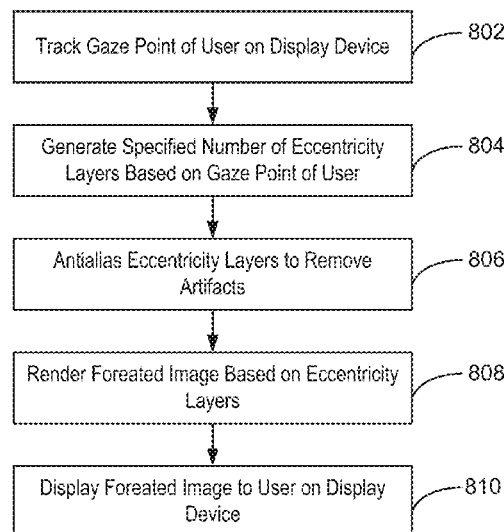 Track Gaze Point of User on Display Device
802
Generate Specified Number of Eccentricity
Layers Based on Gaze Point of User
804
Antialias Eccentricity Layers to Remove
Artifacts
806
Render Foreated Image Based on Eccentricity
Layers
808
Display Foreated Image to User on Display
Device
810